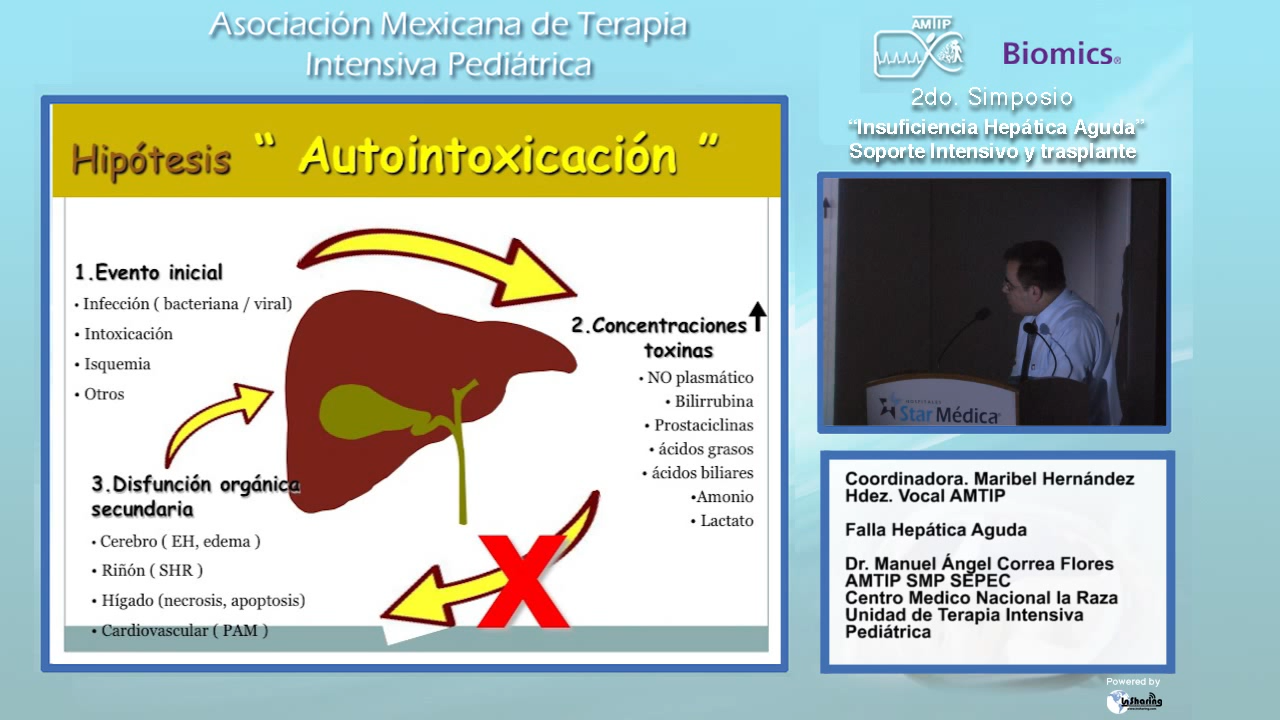 Asociación Mexicana de Terapia
Intensiva Pediátrica
AMTIP
Biomics®
2do. Simposio
“Insuficiencia Hepática Aguda”
Soporte Intensivo y trasplante
Hipótesis “ Autointoxicación ”
1.Evento inicial
• Infección ( bacteriana / viral)
• Intoxicación
• Isquemia
• Otros
2.Concentraciones
toxinas
• NO plasmático
• Bilirrubina
• Prostaciclinas
• ácidos grasos
• ácidos biliares
•Amonio
• Lactato
3.Disfunción orgánica
secundaria
• Cerebro ( EH, edema )
• Riñón ( SHR )
• Hígado (necrosis, apoptosis)
• Cardiovascular ( PAM )
X
HOSPITALES
Star Médica
Coordinadora. Maribel Hernández
Hdez. Vocal AMTIP
Falla Hepática Aguda
Dr. Manuel Ángel Correa Flores
AMTIP SMP SEPEC
Centro Medico Nacional la Raza
Unidad de Terapia Intensiva
Pediátrica
Powered by
InSharing